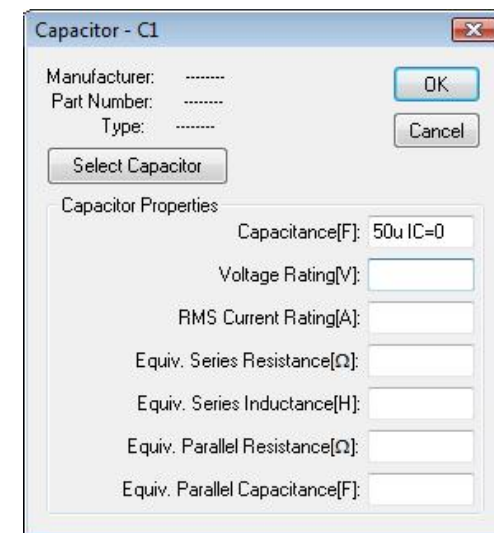 Capacitor - C1
Manufacturer: --------
Part Number: --------
Type: --------
OK
Cancel
Select Capacitor
Capacitor Properties
Capacitance[F]: 50u IC=0
Voltage Rating[V]:
RMS Current Rating[A]:
Equiv. Series Resistance[Ω]:
Equiv. Series Inductance[H]:
Equiv. Parallel Resistance[Ω]:
Equiv. Parallel Capacitance[F]: